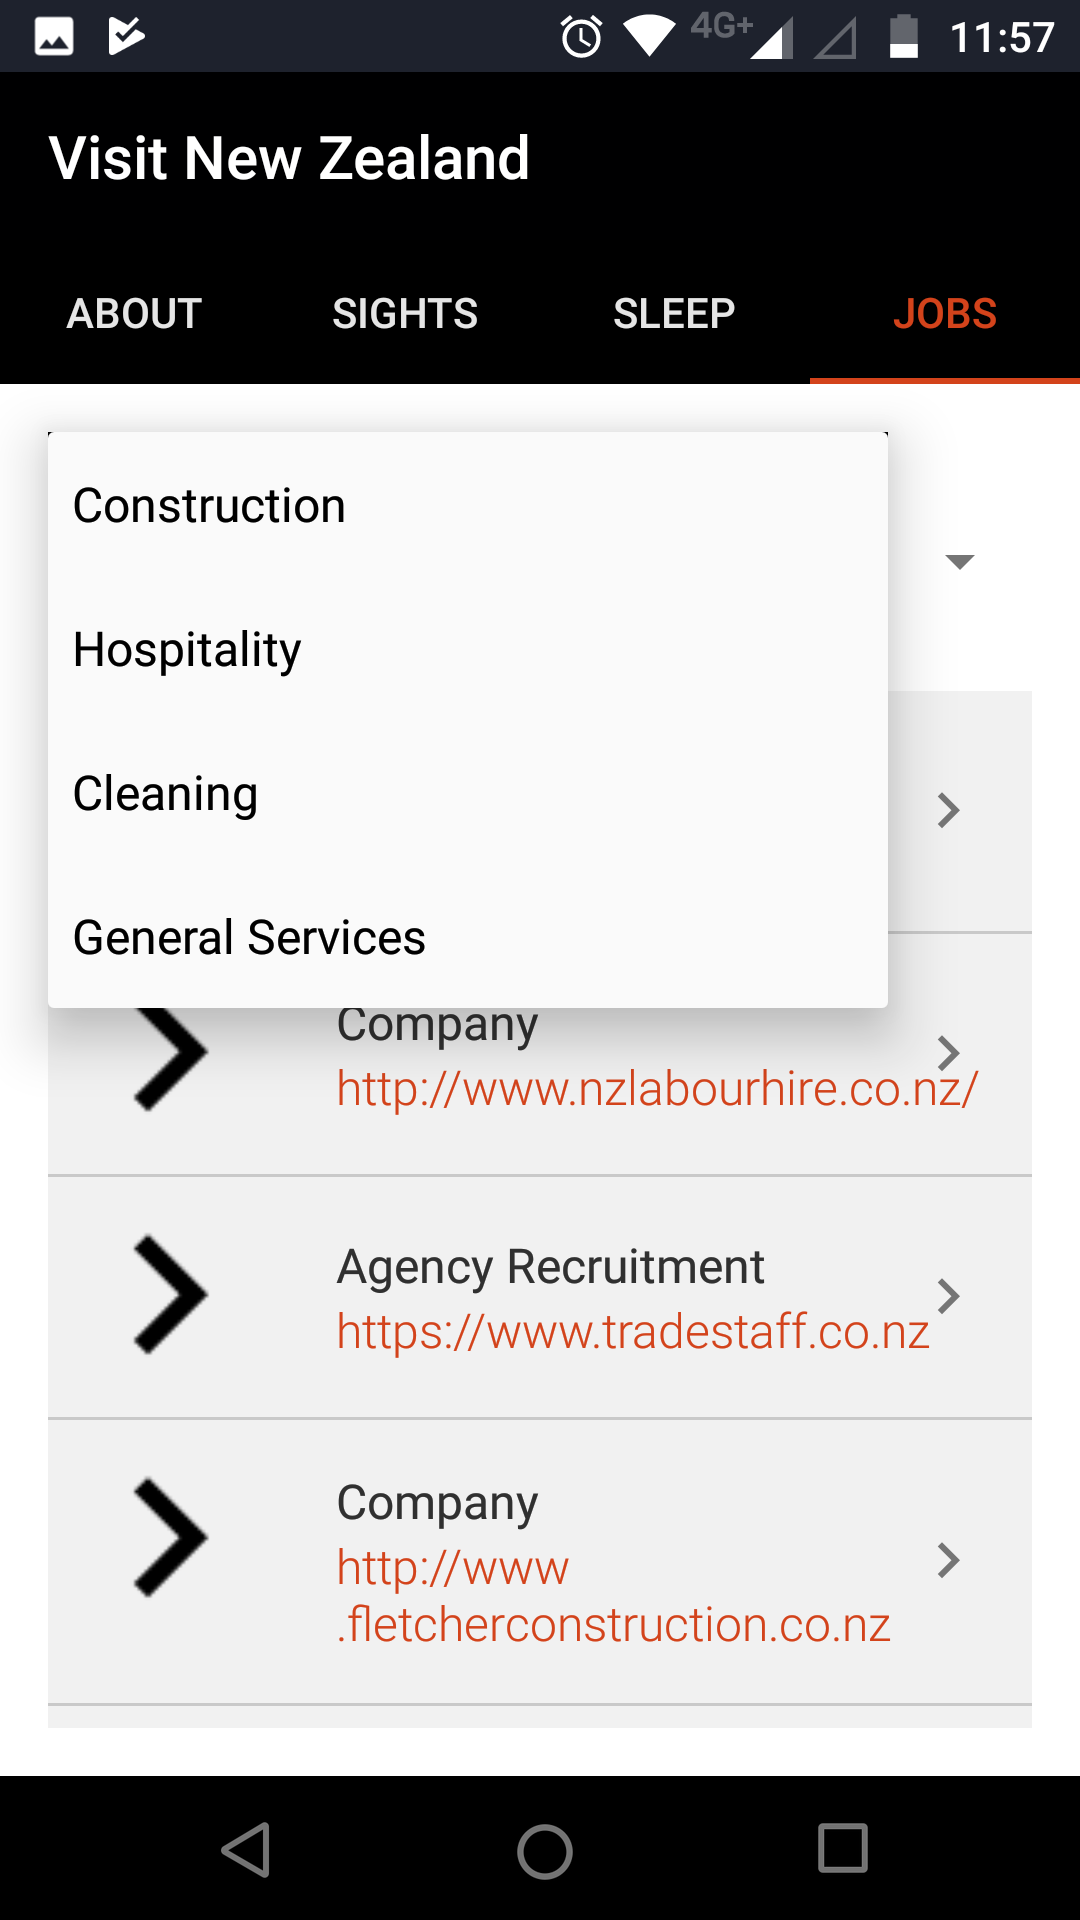 4G+ 11:57
Visit New Zealand
ABOUT SIGHTS SLEEP JOBS
Construction
Hospitality
Cleaning
General Services
Company
http://www.nzlabourhire.co.nz/
Agency Recruitment
https://www.tradestaff.co.nz
Company
http://www
.fletcherconstruction.co.nz